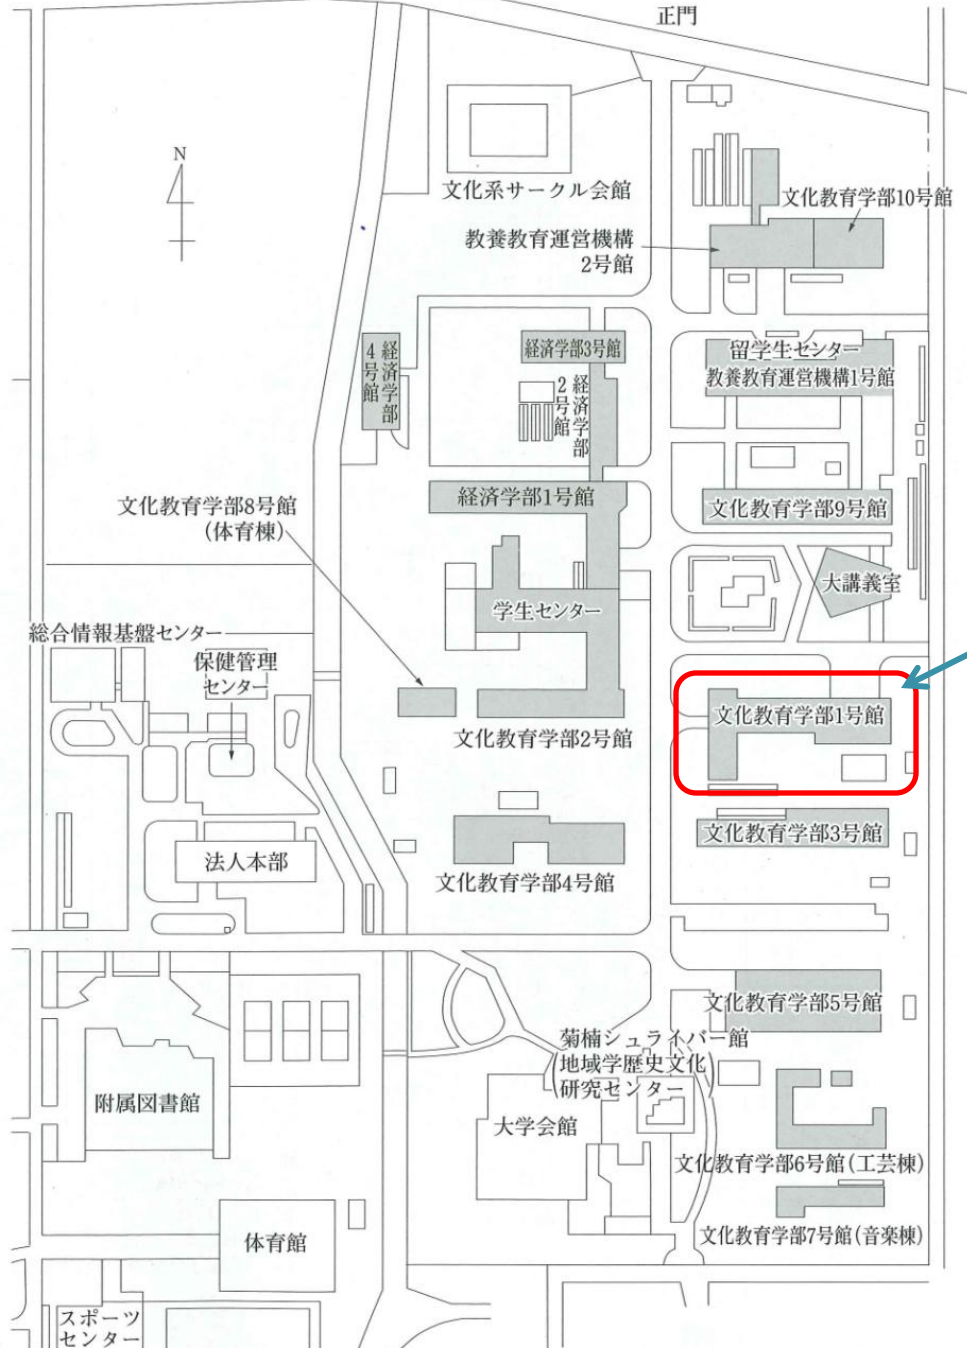 正門
N
文化系サークル会館
文化教育学部10号館
教養教育運営機構
2号館
経済学部
4号館
経済学部3号館
経済学部
2号館
留学生センター
教養教育運営機構1号館
経済学部1号館
文化教育学部9号館
文化教育学部8号館
(体育棟)
大講義室
学生センター
総合情報基盤センター
保健管理
センター
文化教育学部1号館
文化教育学部2号館
文化教育学部3号館
法人本部
文化教育学部4号館
文化教育学部5号館
菊楠シュライバー館
(地域学歴史文化
研究センター)
附属図書館
大学会館
文化教育学部6号館(工芸棟)
文化教育学部7号館(音楽棟)
体育館
スポーツ
センター